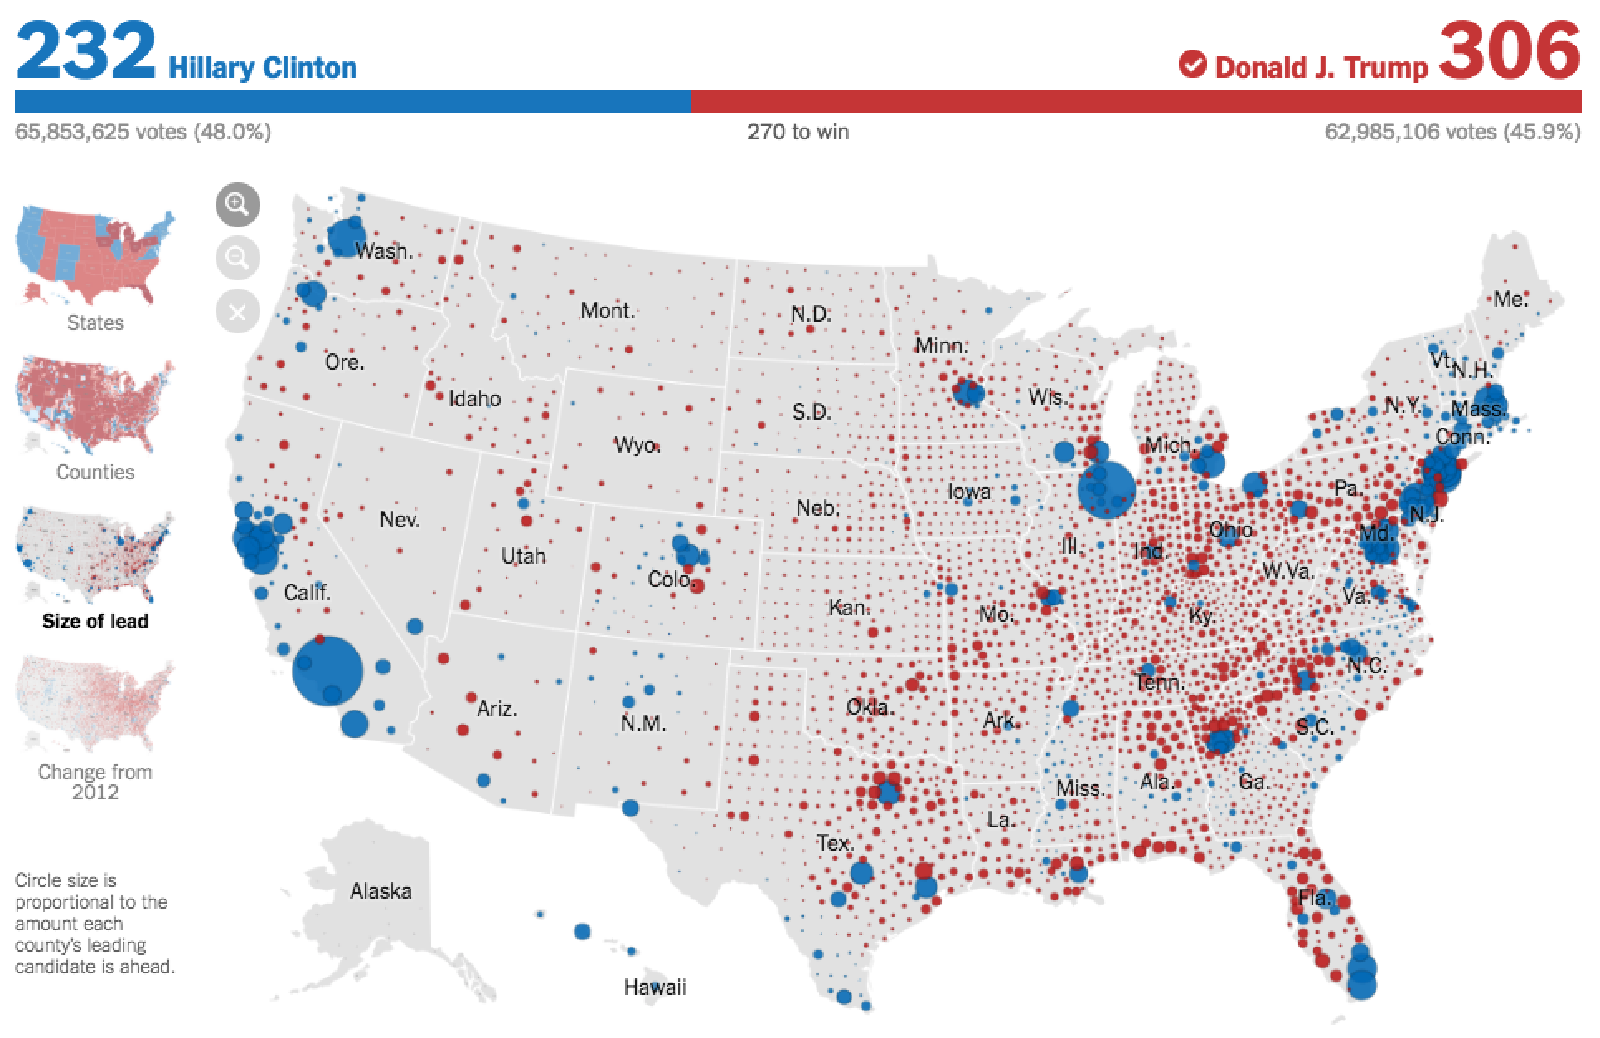 232 Hillary Clinton
Donald J. Trump 306
65,853,625 votes (48.0%)
270 to win
62,985,106 votes (45.9%)
States
Counties
Size of lead
Change from
2012
Circle size is
proportional to the
amount each
county's leading
candidate is ahead.
Wash.
Ore.
Idaho
Mont.
N.D.
Minn.
Wis.
Mich.
Me.
Vt.
N.H.
N.Y.
Mass.
Conn.
S.D.
Wyo.
Iowa
Neb.
Pa.
N.J.
Nev.
Utah
Colo.
Ill.
Ind.
Ohio
Md.
W.Va.
Calif.
Kan.
Mo.
Ky.
Va.
N.C.
Tenn.
Ariz.
N.M.
Okla.
Ark.
S.C.
Miss.
Ala.
Ga.
La.
Tex.
Alaska
Fla.
Hawaii